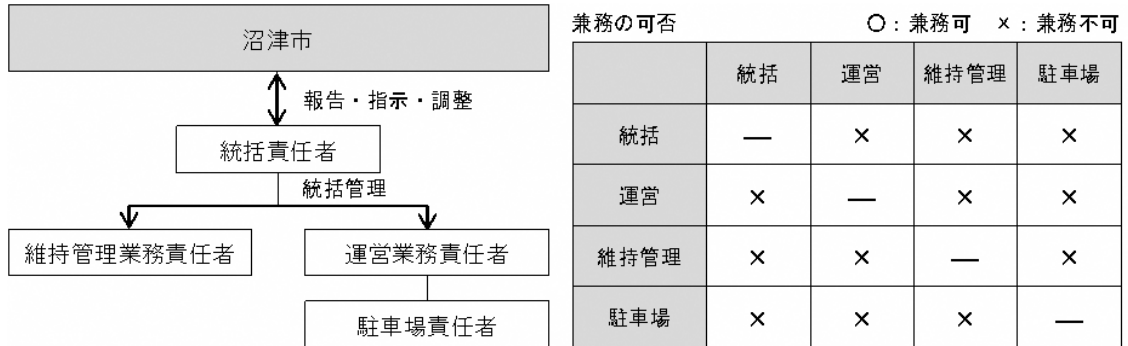 沼津市
報告・指示・調整
統括責任者
統括管理
維持管理業務責任者 運営業務責任者
駐車場責任者
兼務の可否 〇：兼務可 ×：兼務不可
統括 運営 維持管理 駐車場
統括 ― × × ×
運営 × ― × ×
維持管理 × × ― ×
駐車場 × × × ―